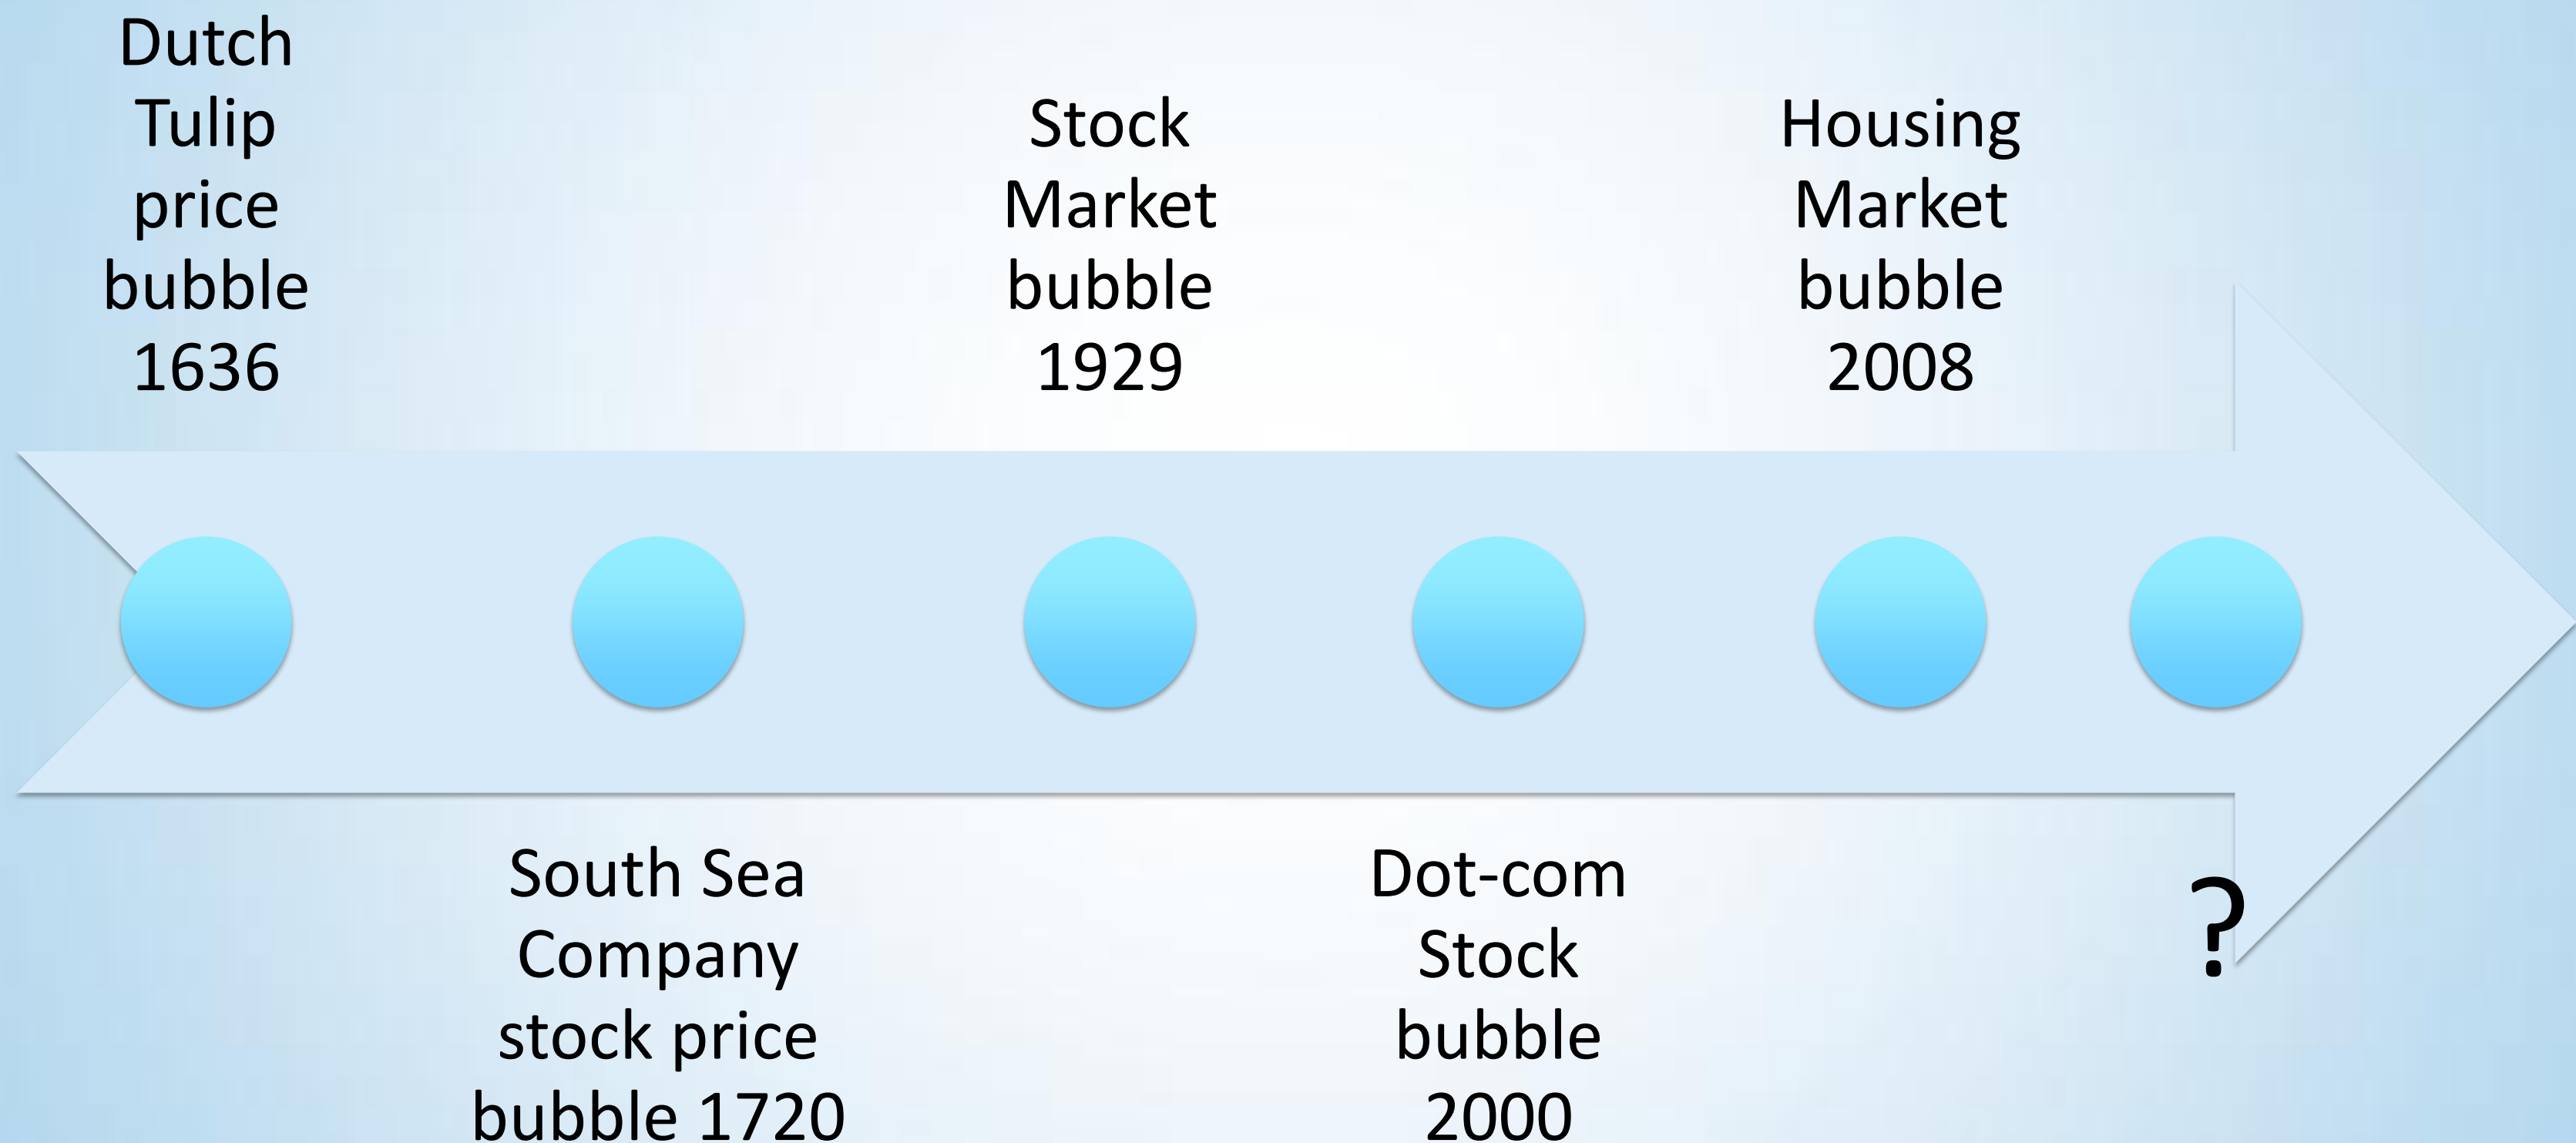 Dutch
Tulip
price
bubble
1636
South Sea
Company
stock price
bubble 1720
Stock
Market
bubble
1929
Dot-com
Stock
bubble
2000
Housing
Market
bubble
2008
?